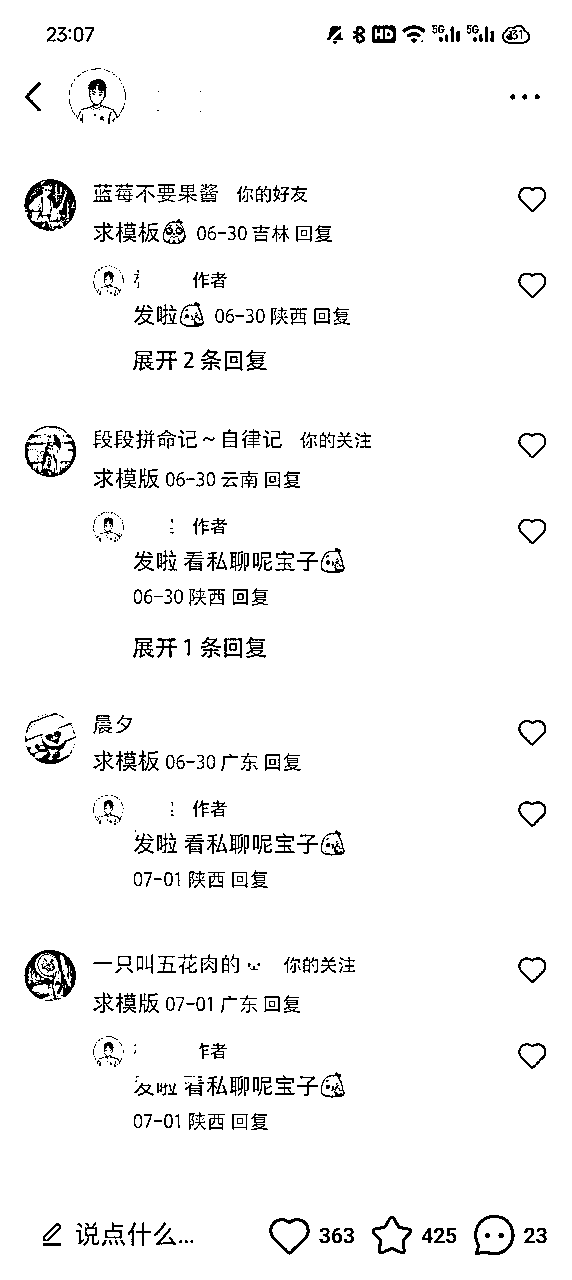 23:07
HD 5G 5G 31
蓝莓不要果酱 你的好友
求模板 06-30 吉林 回复
作者
发啦 06-30 陕西 回复
展开 2 条回复
段段拼命记~自律记 你的关注
求模版 06-30 云南 回复
作者
发啦 看私聊呢宝子
06-30 陕西 回复
展开 1 条回复
晨夕
求模板 06-30 广东 回复
作者
发啦 看私聊呢宝子
07-01 陕西 回复
一只叫五花肉的 你的关注
求模版 07-01 广东 回复
作者
发啦 看私聊呢宝子
07-01 陕西 回复
说点什么... 363 425 23